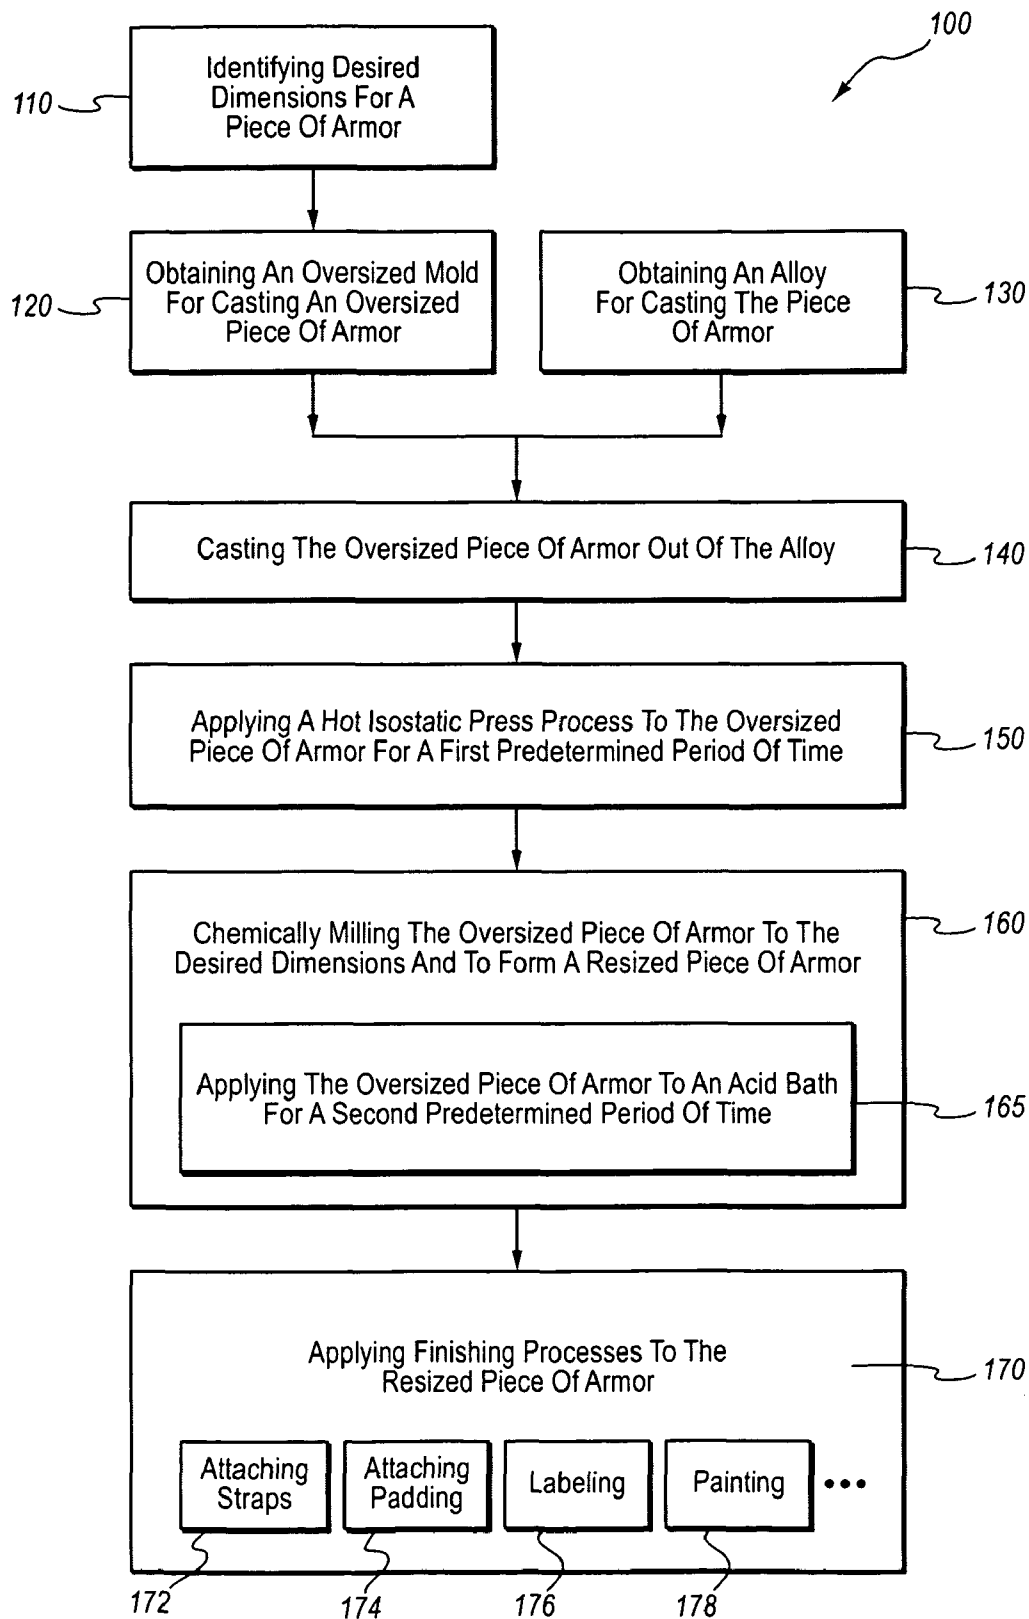 100
Identifying Desired
Dimensions For A
Piece Of Armor
110
Obtaining An Oversized Mold
For Casting An Oversized
Piece Of Armor
120
Obtaining An Alloy
For Casting The Piece
Of Armor
130
Casting The Oversized Piece Of Armor Out Of The Alloy
140
Applying A Hot Isostatic Press Process To The Oversized
Piece Of Armor For A First Predetermined Period Of Time
150
Chemically Milling The Oversized Piece Of Armor To The
Desired Dimensions And To Form A Resized Piece Of Armor
160
Applying The Oversized Piece Of Armor To An Acid Bath
For A Second Predetermined Period Of Time
165
Applying Finishing Processes To The
Resized Piece Of Armor
170
Attaching
Straps
Attaching
Padding
Labeling
Painting
•••
172
174
176
178